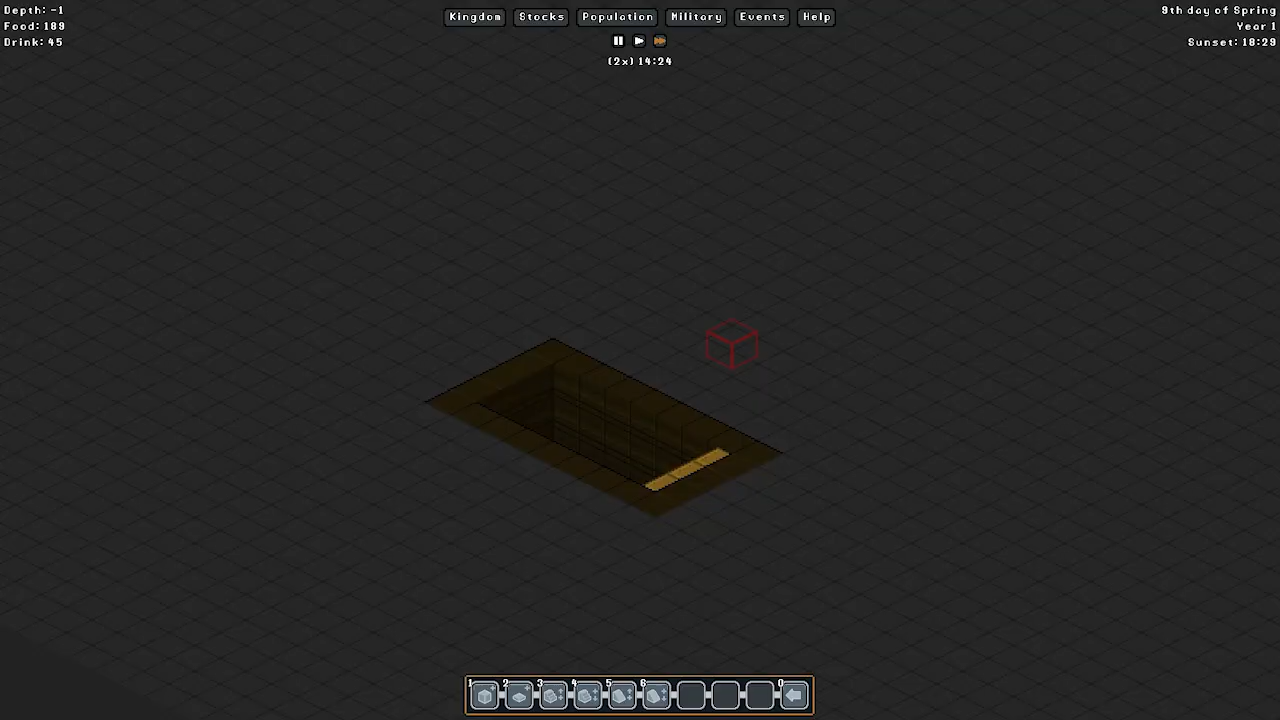 Depth: -1
Food: 189
Drink: 45
Kingdom Stocks Population Military Events Help
(2x) 14:24
9th day of Spring
Year 1
Sunset: 18:29
1 2 3 4 5 6 0